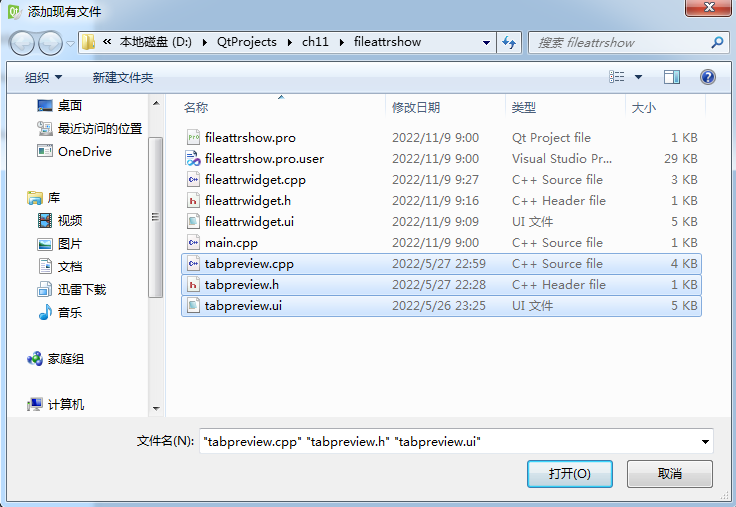 添加现有文件
« 本地磁盘 (D:) ▸ QtProjects ▸ ch11 ▸ fileattrshow
搜索 fileattrshow
组织 新建文件夹
桌面
最近访问的位置
OneDrive
库
视频
图片
文档
迅雷下载
音乐
家庭组
计算机
名称 修改日期 类型 大小
fileattrshow.pro 2022/11/9 9:00 Qt Project file 1 KB
fileattrshow.pro.user 2022/11/9 9:00 Visual Studio Pr... 29 KB
fileattrwidget.cpp 2022/11/9 9:27 C++ Source file 3 KB
fileattrwidget.h 2022/11/9 9:16 C++ Header file 1 KB
fileattrwidget.ui 2022/11/9 9:09 UI 文件 5 KB
main.cpp 2022/11/9 9:00 C++ Source file 1 KB
tabpreview.cpp 2022/5/27 22:59 C++ Source file 4 KB
tabpreview.h 2022/5/27 22:28 C++ Header file 1 KB
tabpreview.ui 2022/5/26 23:25 UI 文件 5 KB
文件名(N): "tabpreview.cpp" "tabpreview.h" "tabpreview.ui"
打开(O) 取消